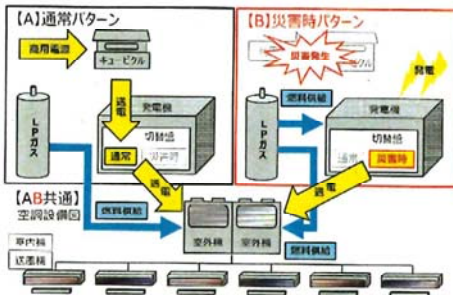 【A】通常パターン
商用電源
キュービクル
送電
発電機
切替盤
通常
災害時
LPガス
燃料供給
送電
【B】災害時パターン
災害発生
発電
燃料供給
発電機
切替盤
通常
災害時
LPガス
送電
燃料供給
【AB共通】
空調設備図
室外機
室外機
室内機
送風機